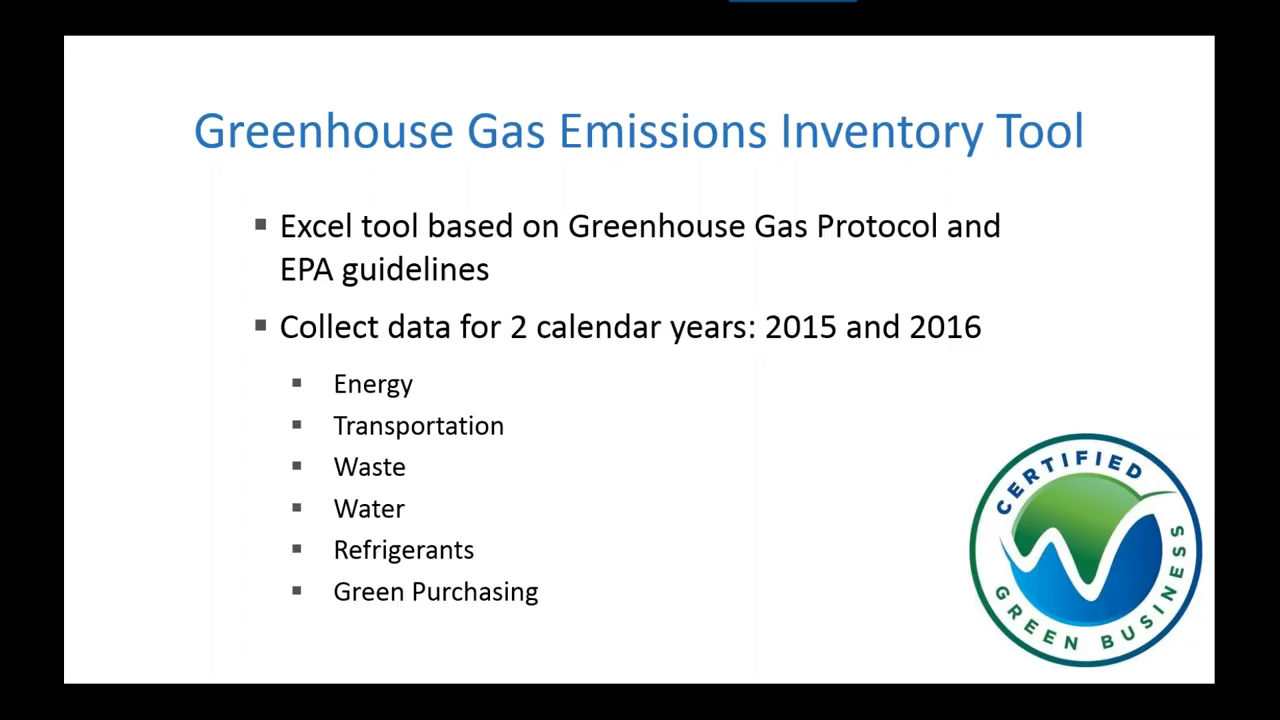 Greenhouse Gas Emissions Inventory Tool
▪ Excel tool based on Greenhouse Gas Protocol and
EPA guidelines
▪ Collect data for 2 calendar years: 2015 and 2016
▪ Energy
▪ Transportation
▪ Waste
▪ Water
▪ Refrigerants
▪ Green Purchasing
CERTIFIED
GREEN BUSINESS